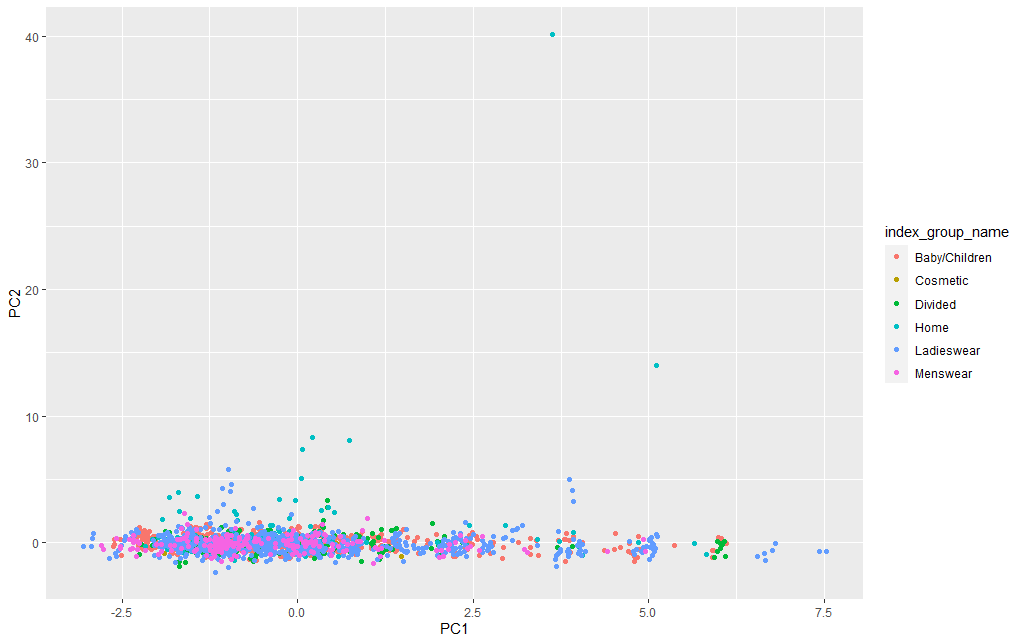 40
30
20
10
0
PC2
-2.5
0.0
2.5
5.0
7.5
PC1
index_group_name
Baby/Children
Cosmetic
Divided
Home
Ladieswear
Menswear